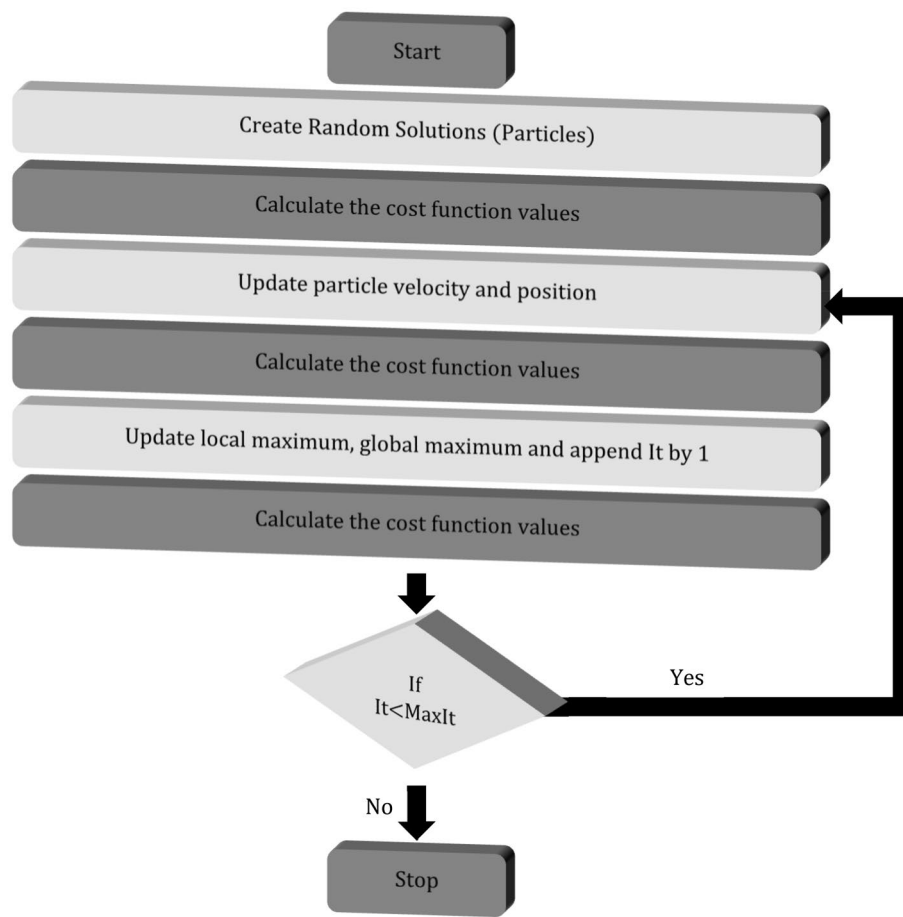 Start
Create Random Solutions (Particles)
Calculate the cost function values
Update particle velocity and position
Calculate the cost function values
Update local maximum, global maximum and append It by 1
Calculate the cost function values
If
It<MaxIt
Yes
No
Stop